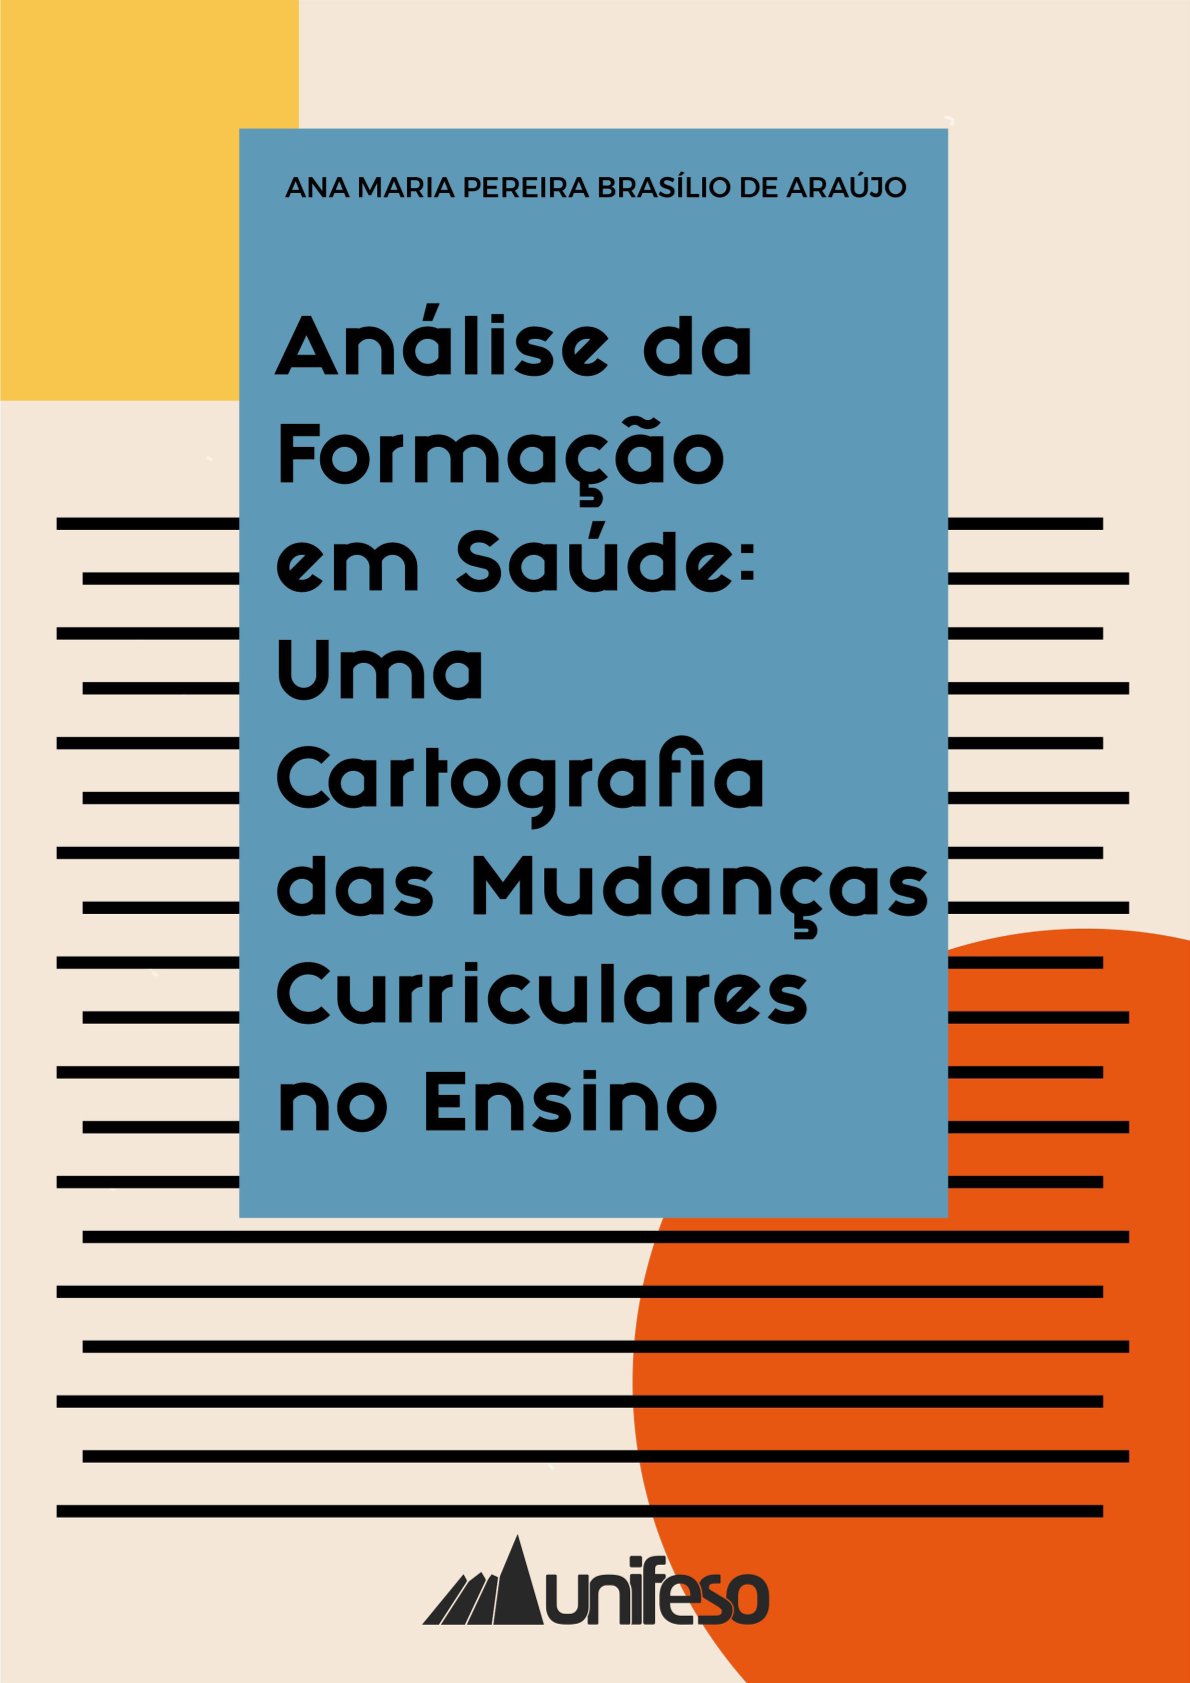 ANA MARIA PEREIRA BRASÍLIO DE ARAÚJO
Análise da
Formação
em Saúde:
Uma
Cartografia
das Mudanças
Curriculares
no Ensino
unifeso